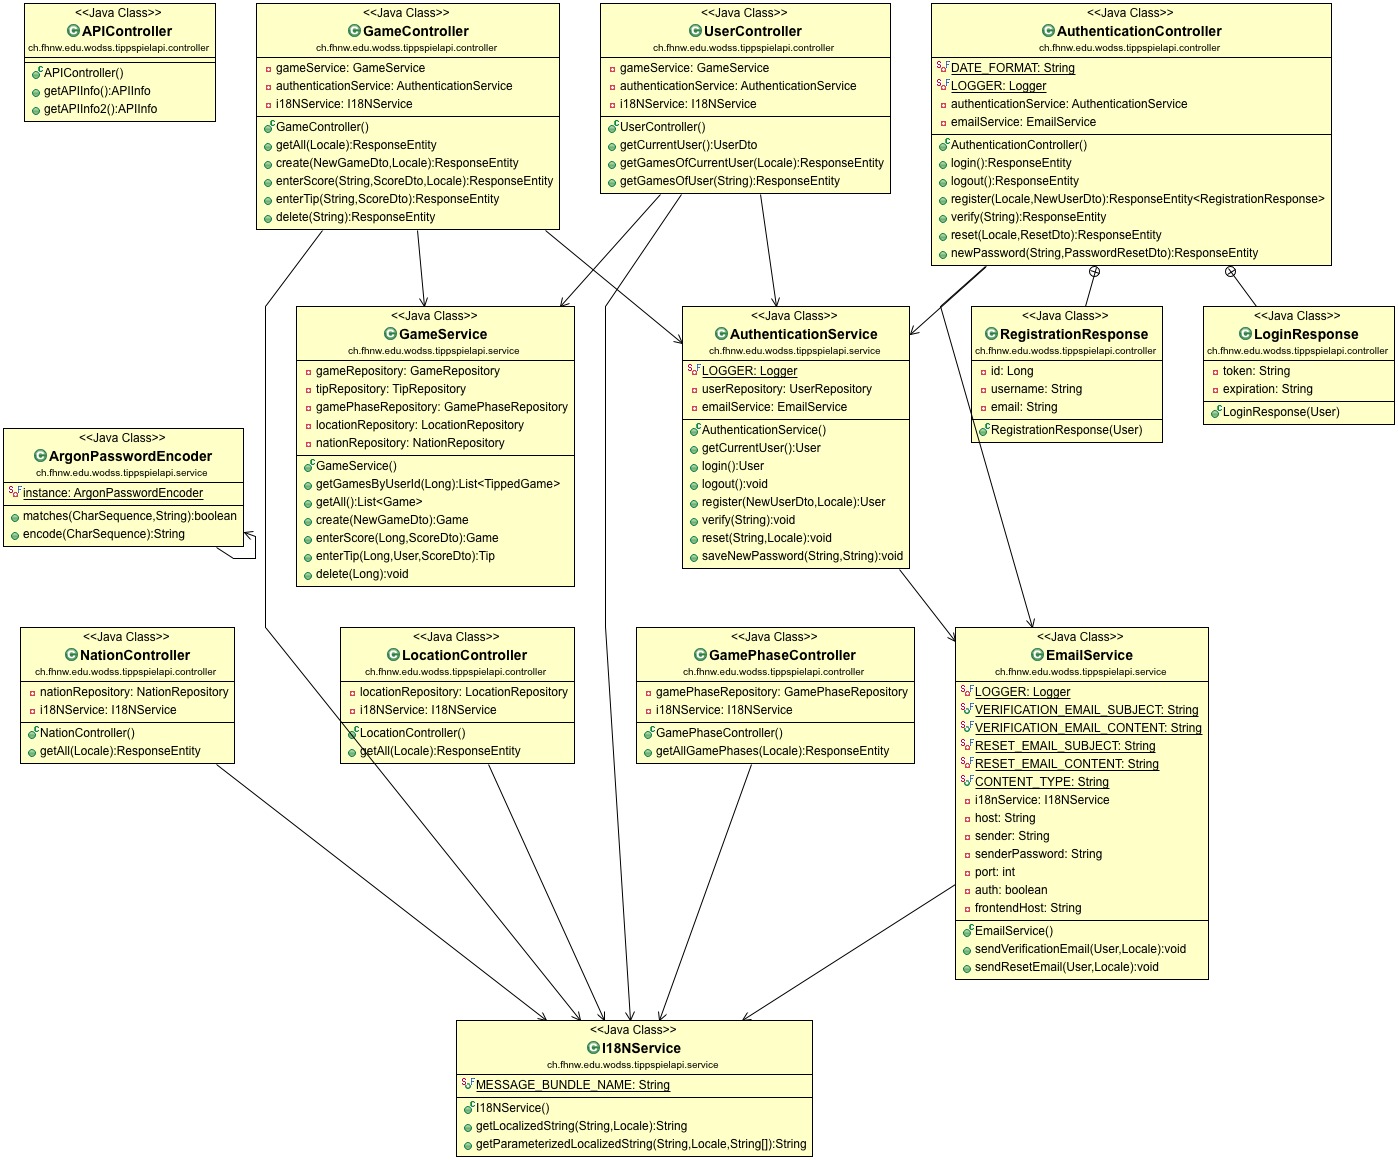 <<Java Class>>
APIController
ch.fhnw.edu.wodss.tippspielapi.controller
APIController()
getAPIInfo():APIInfo
getAPIInfo2():APIInfo
<<Java Class>>
GameController
ch.fhnw.edu.wodss.tippspielapi.controller
gameService: GameService
authenticationService: AuthenticationService
i18NService: I18NService
GameController()
getAll(Locale):ResponseEntity
create(NewGameDto,Locale):ResponseEntity
enterScore(String,ScoreDto,Locale):ResponseEntity
enterTip(String,ScoreDto):ResponseEntity
delete(String):ResponseEntity
<<Java Class>>
UserController
ch.fhnw.edu.wodss.tippspielapi.controller
gameService: GameService
authenticationService: AuthenticationService
i18NService: I18NService
UserController()
getCurrentUser():UserDto
getGamesOfCurrentUser(Locale):ResponseEntity
getGamesOfUser(String):ResponseEntity
<<Java Class>>
AuthenticationController
ch.fhnw.edu.wodss.tippspielapi.controller
DATE_FORMAT: String
LOGGER: Logger
authenticationService: AuthenticationService
emailService: EmailService
AuthenticationController()
login():ResponseEntity
logout():ResponseEntity
register(Locale,NewUserDto):ResponseEntity<RegistrationResponse>
verify(String):ResponseEntity
reset(Locale,ResetDto):ResponseEntity
newPassword(String,PasswordResetDto):ResponseEntity
<<Java Class>>
GameService
ch.fhnw.edu.wodss.tippspielapi.service
gameRepository: GameRepository
tipRepository: TipRepository
gamePhaseRepository: GamePhaseRepository
locationRepository: LocationRepository
nationRepository: NationRepository
GameService()
getGamesByUserId(Long):List<TippedGame>
getAll():List<Game>
create(NewGameDto):Game
enterScore(Long,ScoreDto):Game
enterTip(Long,User,ScoreDto):Tip
delete(Long):void
<<Java Class>>
AuthenticationService
ch.fhnw.edu.wodss.tippspielapi.service
LOGGER: Logger
userRepository: UserRepository
emailService: EmailService
AuthenticationService()
getCurrentUser():User
login():User
logout():void
register(NewUserDto,Locale):User
verify(String):void
reset(String,Locale):void
saveNewPassword(String,String):void
<<Java Class>>
RegistrationResponse
ch.fhnw.edu.wodss.tippspielapi.controller
id: Long
username: String
email: String
RegistrationResponse(User)
<<Java Class>>
LoginResponse
ch.fhnw.edu.wodss.tippspielapi.controller
token: String
expiration: String
LoginResponse(User)
<<Java Class>>
ArgonPasswordEncoder
ch.fhnw.edu.wodss.tippspielapi.service
instance: ArgonPasswordEncoder
matches(CharSequence,String):boolean
encode(CharSequence):String
<<Java Class>>
NationController
ch.fhnw.edu.wodss.tippspielapi.controller
nationRepository: NationRepository
i18NService: I18NService
NationController()
getAll(Locale):ResponseEntity
<<Java Class>>
LocationController
ch.fhnw.edu.wodss.tippspielapi.controller
locationRepository: LocationRepository
i18NService: I18NService
LocationController()
getAll(Locale):ResponseEntity
<<Java Class>>
GamePhaseController
ch.fhnw.edu.wodss.tippspielapi.controller
gamePhaseRepository: GamePhaseRepository
i18NService: I18NService
GamePhaseController()
getAllGamePhases(Locale):ResponseEntity
<<Java Class>>
EmailService
ch.fhnw.edu.wodss.tippspielapi.service
LOGGER: Logger
VERIFICATION_EMAIL_SUBJECT: String
VERIFICATION_EMAIL_CONTENT: String
RESET_EMAIL_SUBJECT: String
RESET_EMAIL_CONTENT: String
CONTENT_TYPE: String
i18nService: I18NService
host: String
sender: String
senderPassword: String
port: int
auth: boolean
frontendHost: String
EmailService()
sendVerificationEmail(User,Locale):void
sendResetEmail(User,Locale):void
<<Java Class>>
I18NService
ch.fhnw.edu.wodss.tippspielapi.service
MESSAGE_BUNDLE_NAME: String
I18NService()
getLocalizedString(String,Locale):String
getParameterizedLocalizedString(String,Locale,String[]):String